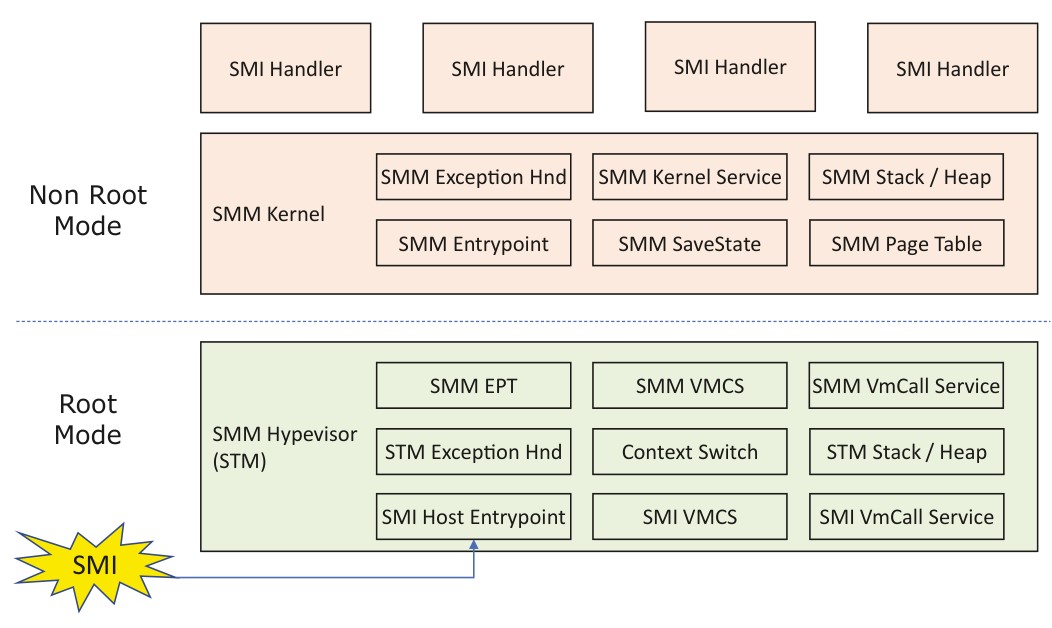 SMI Handler
SMI Handler
SMI Handler
SMI Handler
Non Root
Mode
SMM Kernel
SMM Exception Hnd
SMM Kernel Service
SMM Stack / Heap
SMM Entrypoint
SMM SaveState
SMM Page Table
Root
Mode
SMM Hypevisor
(STM)
SMM EPT
SMM VMCS
SMM VmCall Service
STM Exception Hnd
Context Switch
STM Stack / Heap
SMI Host Entrypoint
SMI VMCS
SMI VmCall Service
SMI